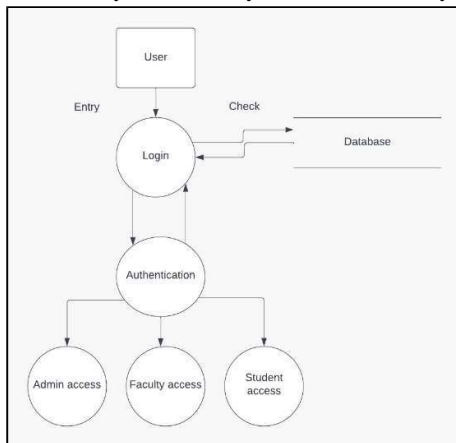 User
Entry
Check
Login
Database
Authentication
Admin access
Faculty access
Student
access